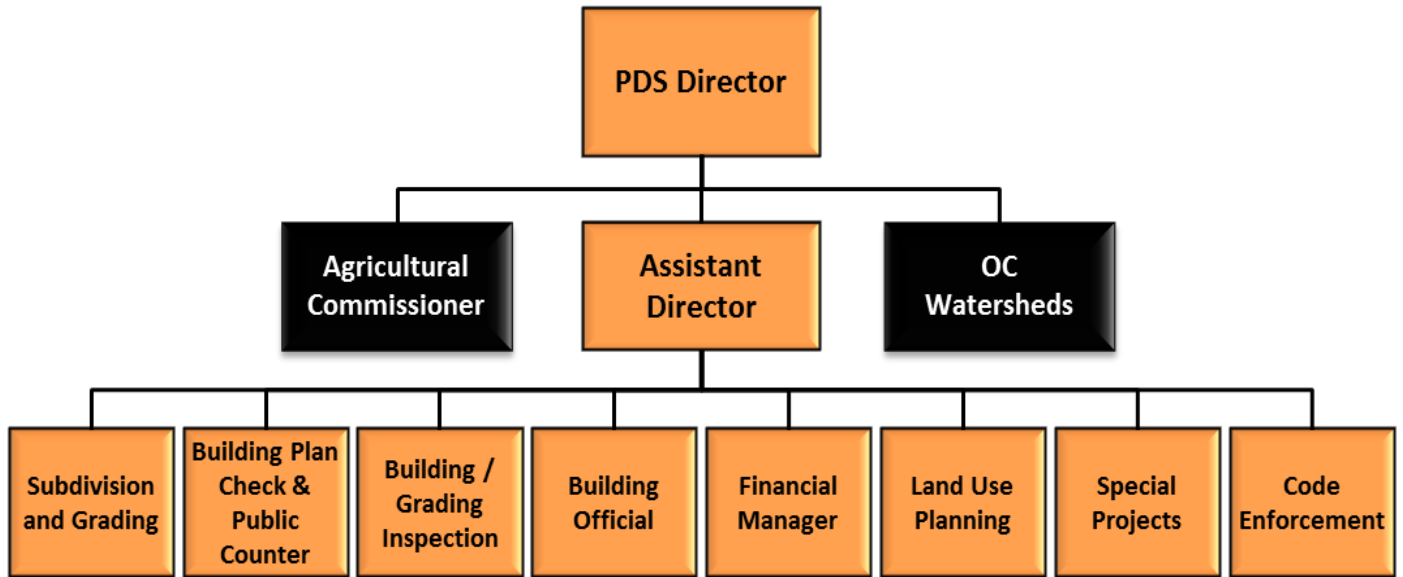 PDS Director
Agricultural
Commissioner
Assistant
Director
OC
Watersheds
Subdivision
and Grading
Building Plan
Check &
Public
Counter
Building /
Grading
Inspection
Building
Official
Financial
Manager
Land Use
Planning
Special
Projects
Code
Enforcement